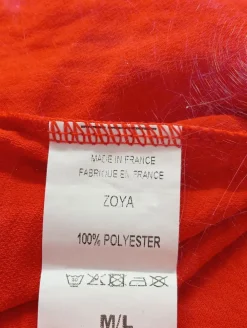 MADE IN FRANCE
FABRIQUE EN FRANCE
ZOYA
100% POLYESTER
M/L